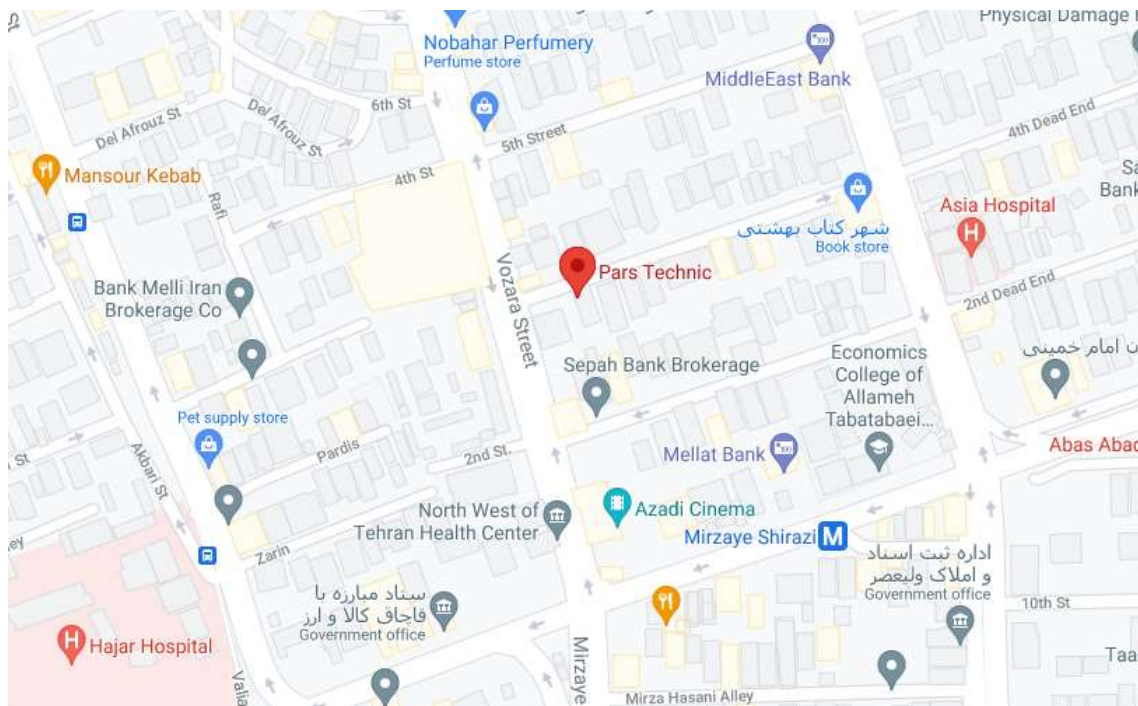 Nobahar Perfumery
Perfume store
Physical Damage
MiddleEast Bank
6th St
Del Afrouz St
Del Afrouz St
5th Street
4th Dead End
Mansour Kebab
4th St
Rafi
Bank
شهر کتاب بهشتی
Book store
Asia Hospital
Pars Technic
Vozara Street
Bank Melli Iran
Brokerage Co
2nd Dead End
Sepah Bank Brokerage
Economics
College of
Allameh
Tabatabaei...
امام خمینی
Pet supply store
Pardis
2nd St.
Akbari St
St
Mellat Bank
Abas Abad
North West of
Tehran Health Center
Azadi Cinema
Mirzaye Shirazi
M
Zarin
اداره ثبت اسناد
و املاک ولیعصر
Government office
ستاد مبارزه با
قاچاق کالا و ارز
Government office
10th St
H
Hajar Hospital
Mirzaye
Mirza Hasani Alley